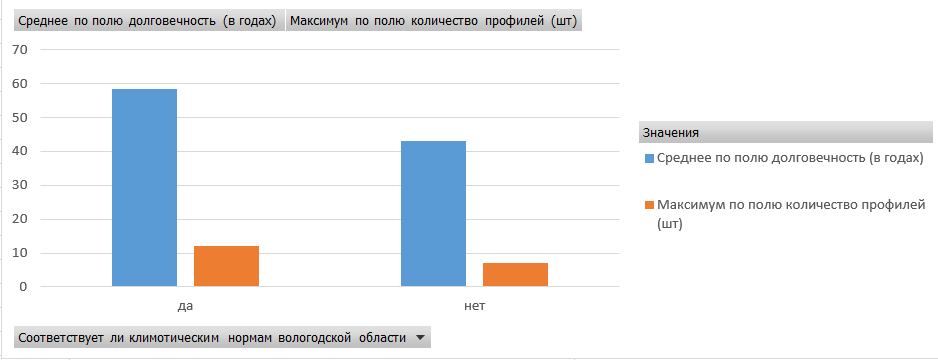 Среднее по полю долговечность (в годах) Максимум по полю количество профилей (шт)
70
60
50
40
30
20
10
0
да нет
Значения
Среднее по полю долговечность (в годах)
Максимум по полю количество профилей
(шт)
Соответствует ли климотическим нормам вологодской области